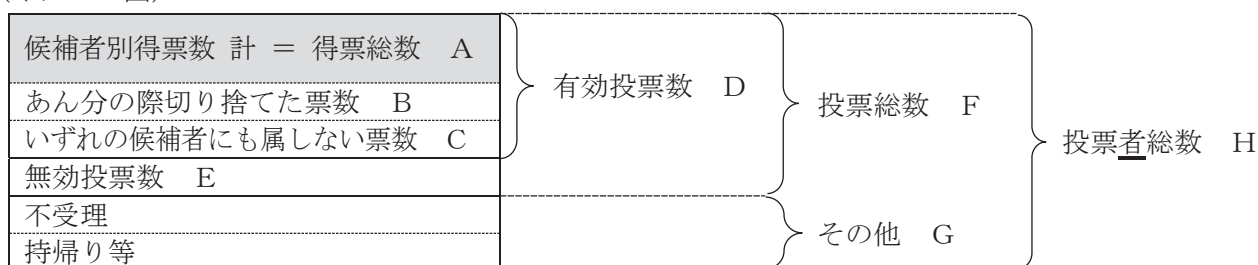 候補者別得票数 計 ＝ 得票総数 A
あん分の際切り捨てた票数 B
いずれの候補者にも属しない票数 C
無効投票数 E
不受理
持帰り等
有効投票数 D
投票総数 F
その他 G
投票者総数 H